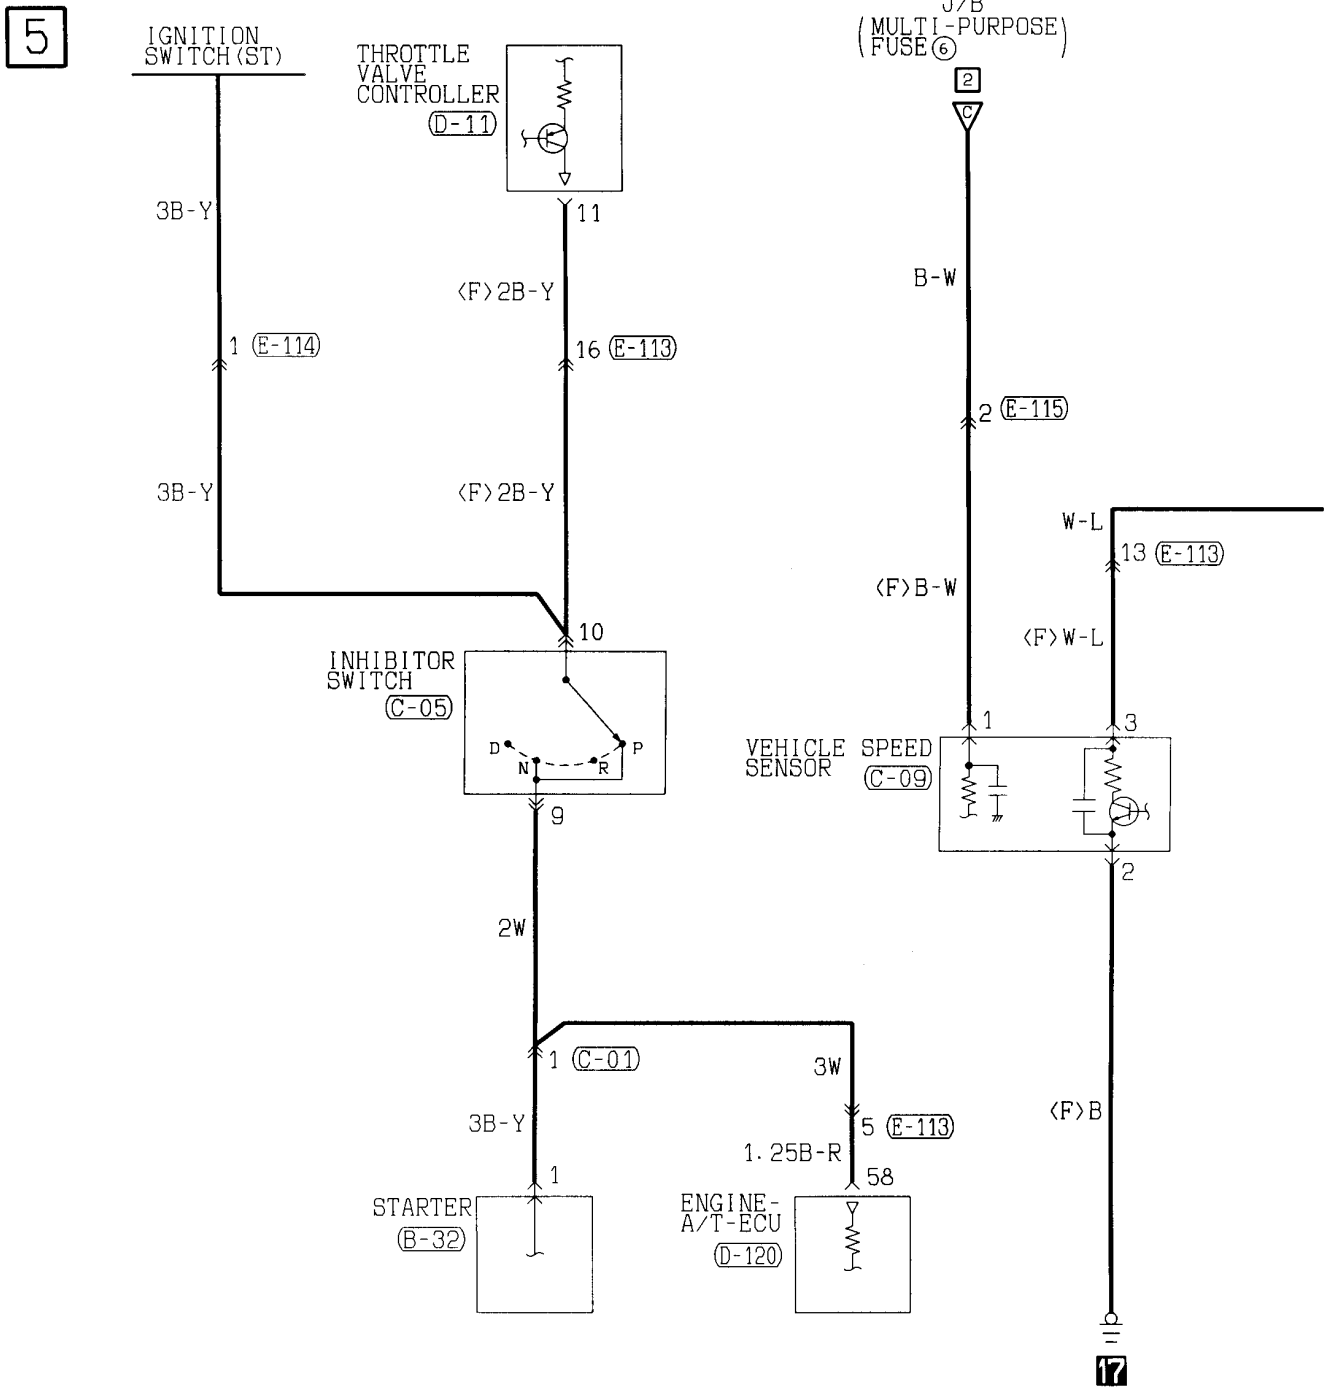 5
IGNITION
SWITCH(ST)
THROTTLE
VALVE
CONTROLLER
D-11
J/B
(MULTI-PURPOSE)
FUSE⑥
2
C
3B-Y
11
<F>2B-Y
B-W
1 E-114
16 E-113
2 E-115
3B-Y
<F>2B-Y
W-L
13 E-113
<F>B-W
<F>W-L
10
INHIBITOR
SWITCH
C-05
D
N
R
P
9
VEHICLE SPEED
SENSOR
C-09
1
3
2
2W
1 C-01
3W
<F>B
3B-Y
5 E-113
1.25B-R
1
58
STARTER
B-32
ENGINE-
A/T-ECU
D-120
17